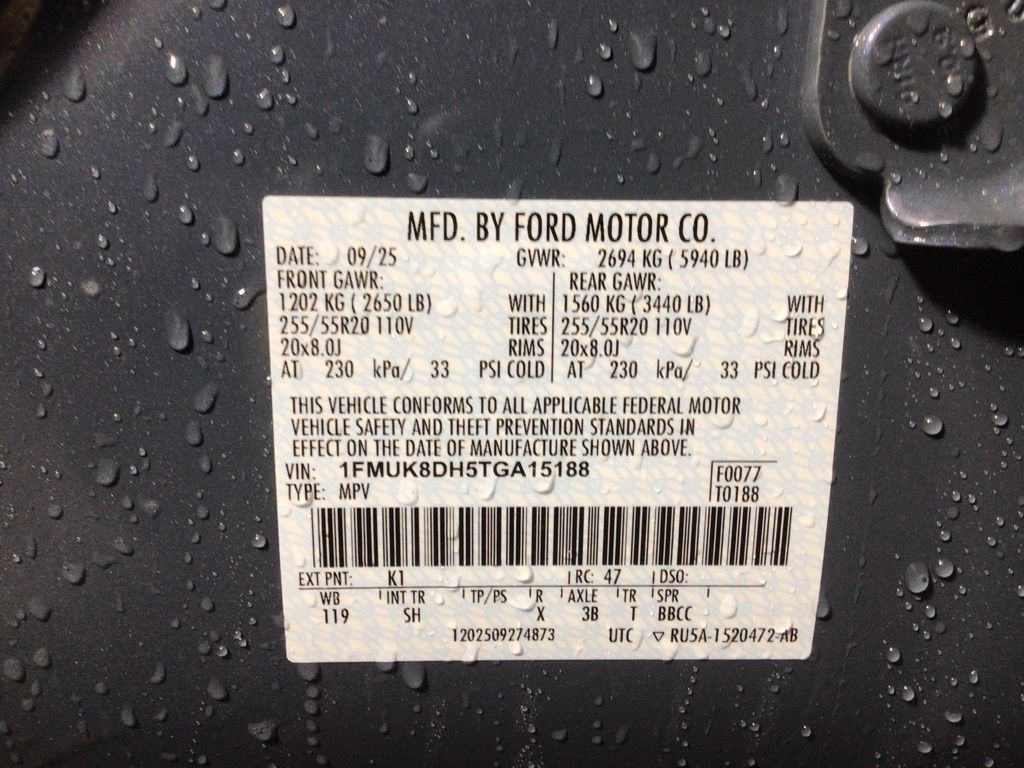 MFD. BY FORD MOTOR CO.
DATE: 09/25 GVWR: 2694 KG ( 5940 LB)
FRONT GAWR: REAR GAWR:
1202 KG ( 2650 LB) WITH 1560 KG ( 3440 LB) WITH
255/55R20 110V TIRES 255/55R20 110V TIRES
20x8.0J RIMS 20x8.0J RIMS
AT 230 kPa/ 33 PSI COLD AT 230 kPa/ 33 PSI COLD
THIS VEHICLE CONFORMS TO ALL APPLICABLE FEDERAL MOTOR
VEHICLE SAFETY AND THEFT PREVENTION STANDARDS IN
EFFECT ON THE DATE OF MANUFACTURE SHOWN ABOVE.
VIN: 1FMUK8DH5TGA15188 F0077
TYPE: MPV T0188
EXT PNT: K1 RC: 47 DSO:
WB INT TR TP/PS R AXLE TR SPR
119 SH X 3B T BBCC
1202509274873 UTC ▽ RU5A-1520472-AB